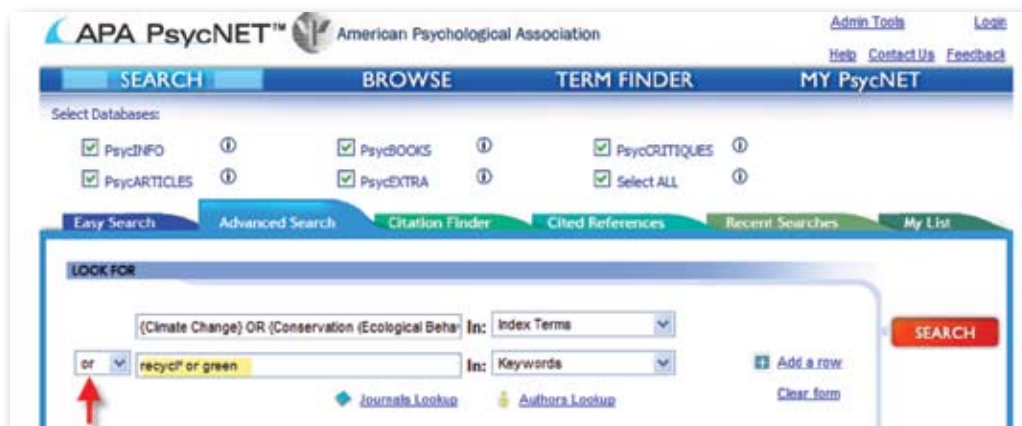 APA PsycNET™ American Psychological Association Admin Tools Login
Help Contact Us Feedback
SEARCH BROWSE TERM FINDER MY PsycNET
Select Databases:
PsycINFO PsycBOOKS PsycCRITIQUES
PsycARTICLES PsycEXTRA Select ALL
Easy Search Advanced Search Citation Finder Cited References Recent Searches My List
LOOK FOR
{Climate Change} OR {Conservation (Ecological Beha In: Index Terms
SEARCH
or recycl* or green In: Keywords Add a row
Journals Lookup Authors Lookup Clear form